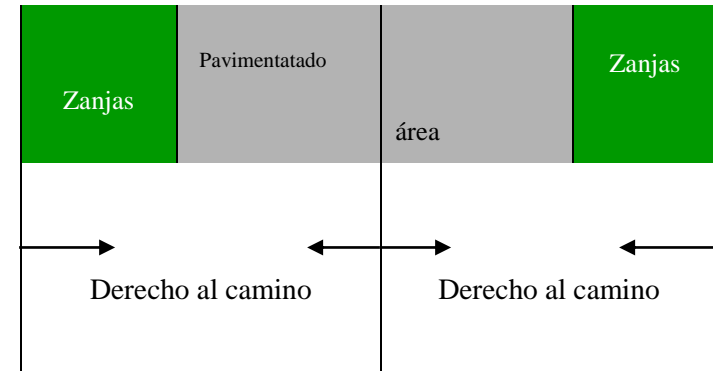 Pavimentatado
Zanjas
Zanjas
área
Derecho al camino
Derecho al camino